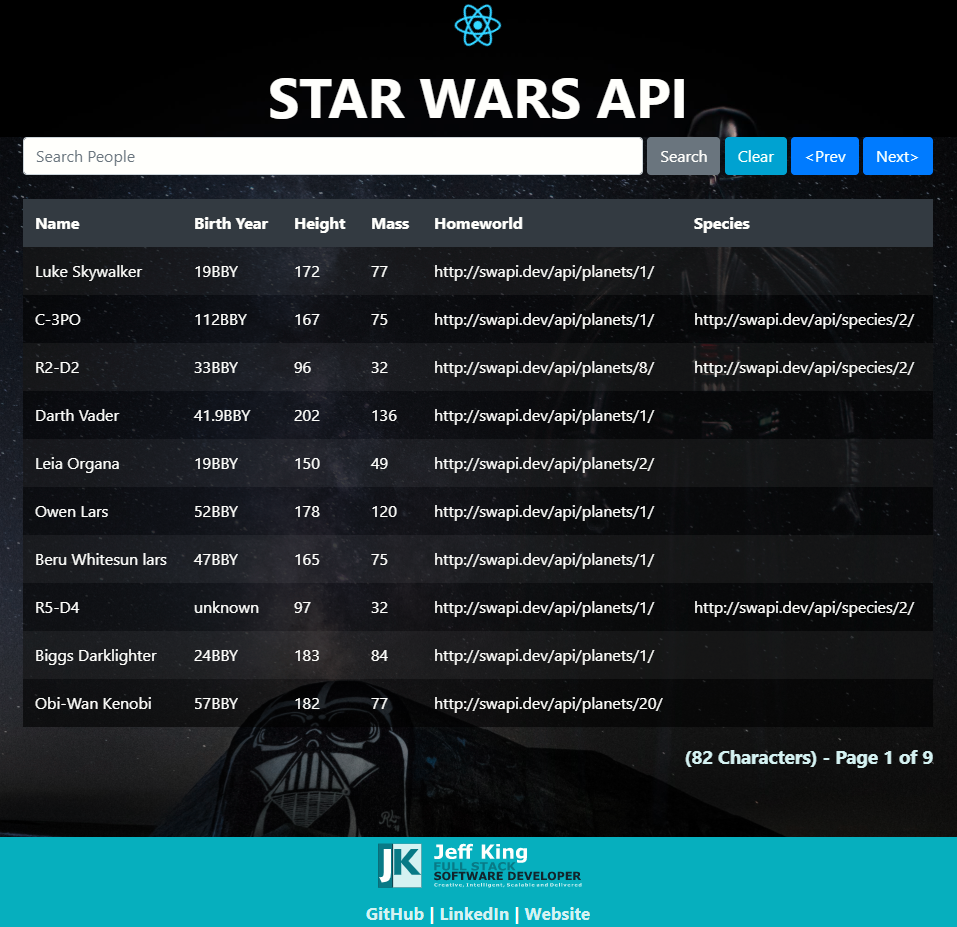 STAR WARS API
Search People Search Clear <Prev Next>
Name Birth Year Height Mass Homeworld Species
Luke Skywalker 19BBY 172 77 http://swapi.dev/api/planets/1/
C-3PO 112BBY 167 75 http://swapi.dev/api/planets/1/ http://swapi.dev/api/species/2/
R2-D2 33BBY 96 32 http://swapi.dev/api/planets/8/ http://swapi.dev/api/species/2/
Darth Vader 41.9BBY 202 136 http://swapi.dev/api/planets/1/
Leia Organa 19BBY 150 49 http://swapi.dev/api/planets/2/
Owen Lars 52BBY 178 120 http://swapi.dev/api/planets/1/
Beru Whitesun lars 47BBY 165 75 http://swapi.dev/api/planets/1/
R5-D4 unknown 97 32 http://swapi.dev/api/planets/1/ http://swapi.dev/api/species/2/
Biggs Darklighter 24BBY 183 84 http://swapi.dev/api/planets/1/
Obi-Wan Kenobi 57BBY 182 77 http://swapi.dev/api/planets/20/
(82 Characters) - Page 1 of 9
JK Jeff King
FULL STACK
SOFTWARE DEVELOPER
Creative, Intelligent, Scalable and Delivered
GitHub | LinkedIn | Website